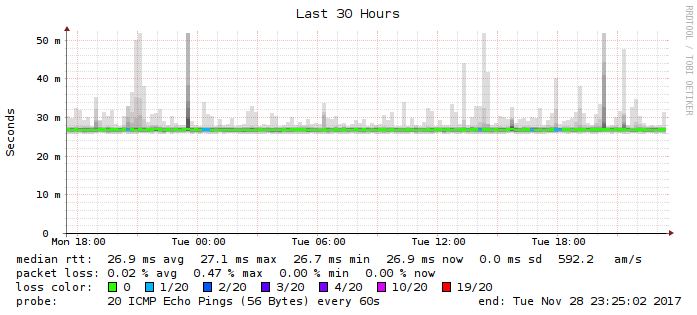 Last 30 Hours
RRDTOOL / TOBI OETIKER
Seconds
50 m
40 m
30 m
20 m
10 m
0
Mon 18:00 Tue 00:00 Tue 06:00 Tue 12:00 Tue 18:00
median rtt: 26.9 ms avg 27.1 ms max 26.7 ms min 26.9 ms now 0.0 ms sd 592.2 am/s
packet loss: 0.02 % avg 0.47 % max 0.00 % min 0.00 % now
loss color: 0 1/20 2/20 3/20 4/20 10/20 19/20
probe: 20 ICMP Echo Pings (56 Bytes) every 60s end: Tue Nov 28 23:25:02 2017